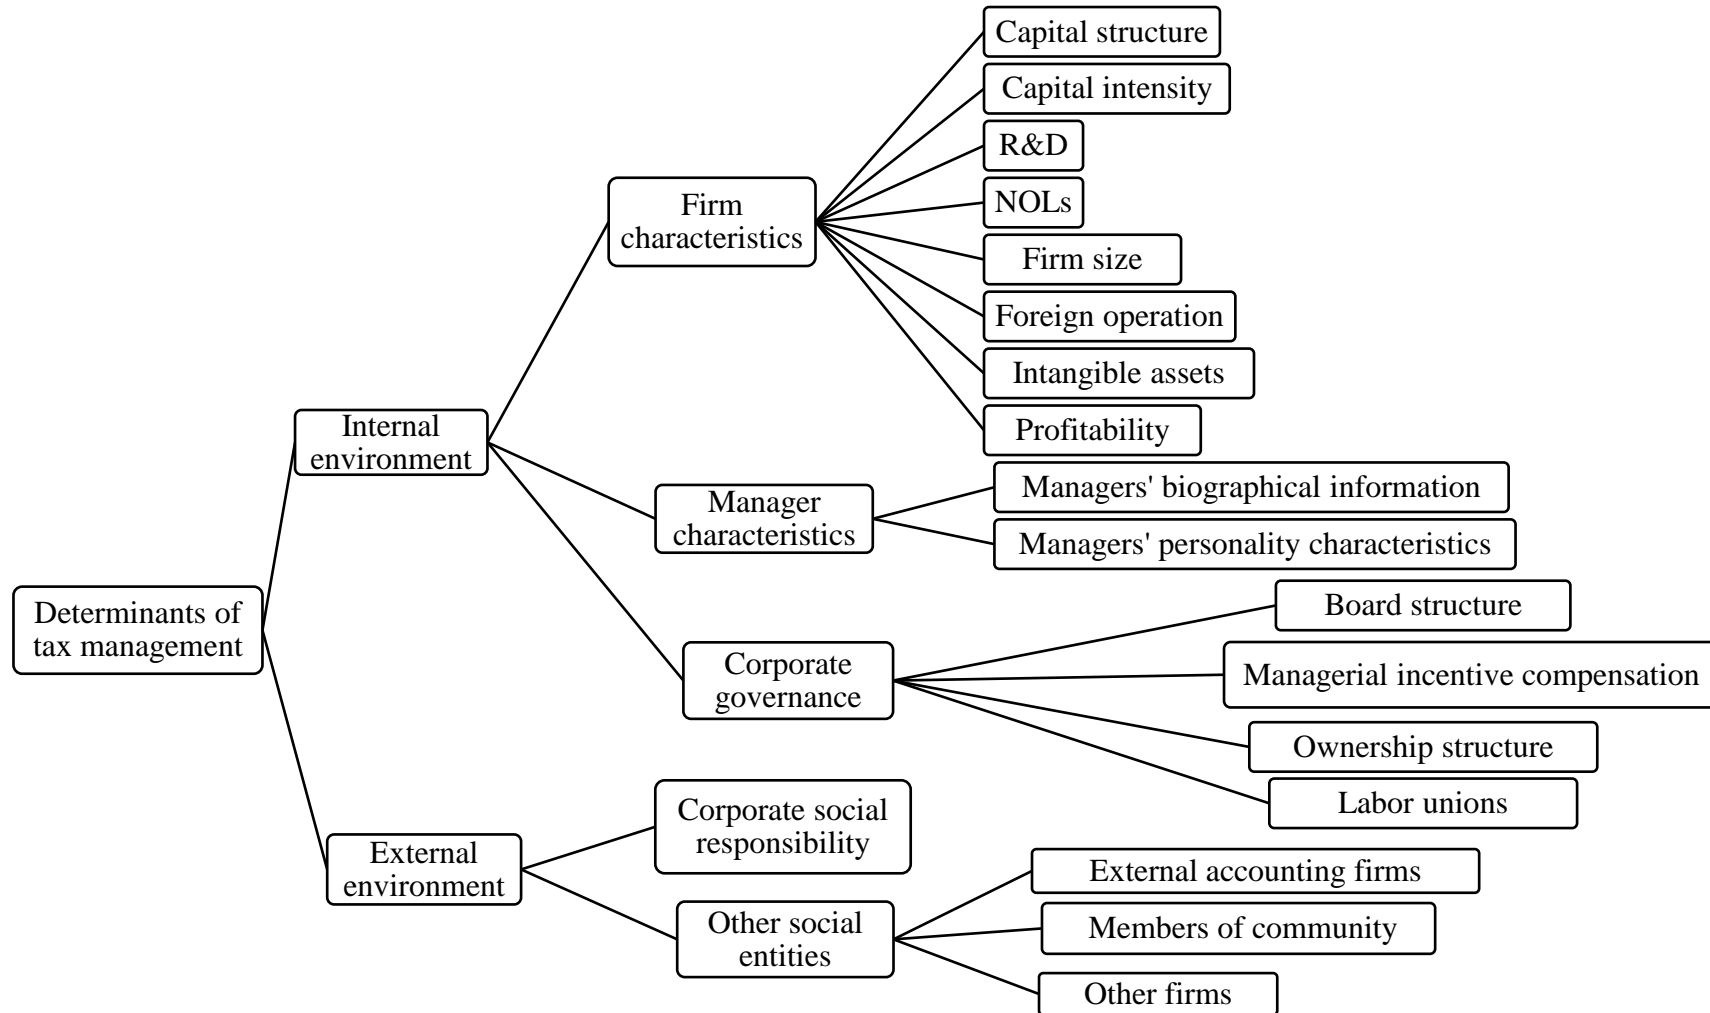 Capital structure
Capital intensity
R&D
NOLs
Firm size
Foreign operation
Intangible assets
Profitability
Firm
characteristics
Internal
environment
Manager
characteristics
Managers' biographical information
Managers' personality characteristics
Determinants of
tax management
Corporate
governance
Board structure
Managerial incentive compensation
Ownership structure
Labor unions
External
environment
Corporate social
responsibility
Other social
entities
External accounting firms
Members of community
Other firms